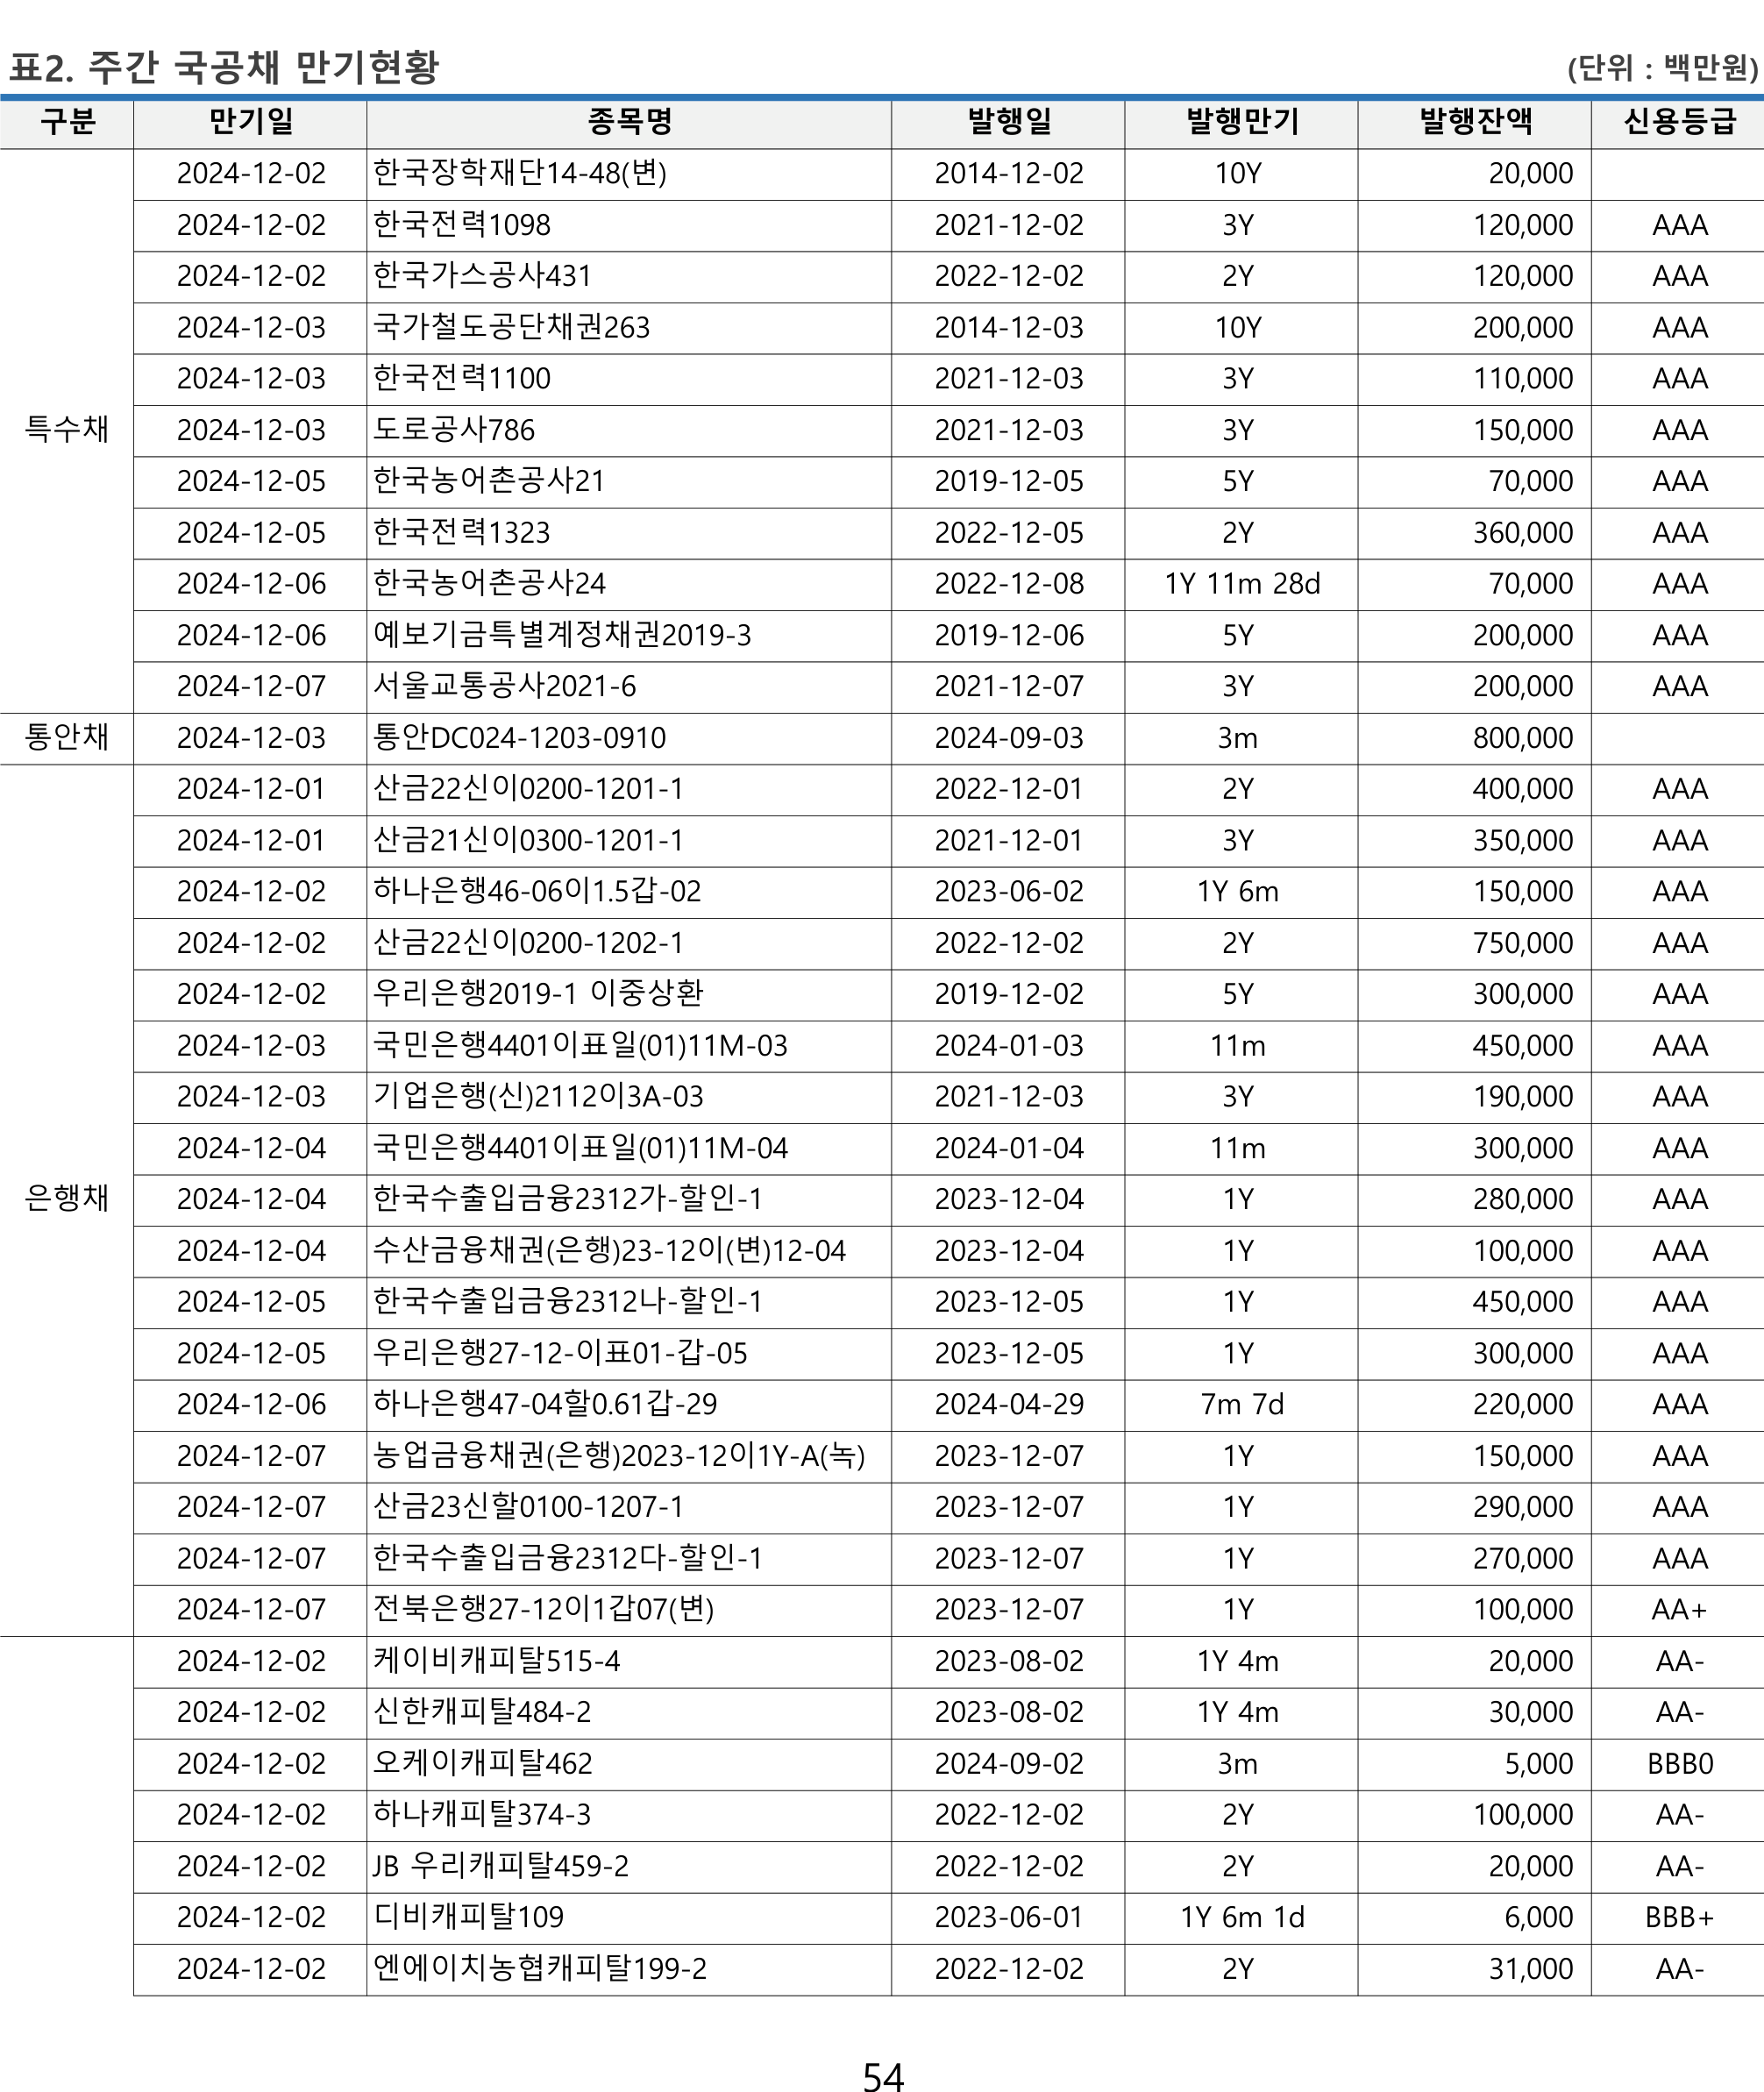 표2. 주간 국공채 만기현황 (단위 : 백만원)
구분 만기일 종목명 발행일 발행만기 발행잔액 신용등급
2024-12-02 한국장학재단14-48(변) 2014-12-02 10Y 20,000
2024-12-02 한국전력1098 2021-12-02 3Y 120,000 AAA
2024-12-02 한국가스공사431 2022-12-02 2Y 120,000 AAA
2024-12-03 국가철도공단채권263 2014-12-03 10Y 200,000 AAA
2024-12-03 한국전력1100 2021-12-03 3Y 110,000 AAA
특수채 2024-12-03 도로공사786 2021-12-03 3Y 150,000 AAA
2024-12-05 한국농어촌공사21 2019-12-05 5Y 70,000 AAA
2024-12-05 한국전력1323 2022-12-05 2Y 360,000 AAA
2024-12-06 한국농어촌공사24 2022-12-08 1Y 11m 28d 70,000 AAA
2024-12-06 예보기금특별계정채권2019-3 2019-12-06 5Y 200,000 AAA
2024-12-07 서울교통공사2021-6 2021-12-07 3Y 200,000 AAA
통안채 2024-12-03 통안DC024-1203-0910 2024-09-03 3m 800,000
2024-12-01 산금22신이0200-1201-1 2022-12-01 2Y 400,000 AAA
2024-12-01 산금21신이0300-1201-1 2021-12-01 3Y 350,000 AAA
2024-12-02 하나은행46-06이1.5갑-02 2023-06-02 1Y 6m 150,000 AAA
2024-12-02 산금22신이0200-1202-1 2022-12-02 2Y 750,000 AAA
2024-12-02 우리은행2019-1 이중상환 2019-12-02 5Y 300,000 AAA
2024-12-03 국민은행4401이표일(01)11M-03 2024-01-03 11m 450,000 AAA
2024-12-03 기업은행(신)2112이3A-03 2021-12-03 3Y 190,000 AAA
2024-12-04 국민은행4401이표일(01)11M-04 2024-01-04 11m 300,000 AAA
은행채 2024-12-04 한국수출입금융2312가-할인-1 2023-12-04 1Y 280,000 AAA
2024-12-04 수산금융채권(은행)23-12이(변)12-04 2023-12-04 1Y 100,000 AAA
2024-12-05 한국수출입금융2312나-할인-1 2023-12-05 1Y 450,000 AAA
2024-12-05 우리은행27-12-이표01-갑-05 2023-12-05 1Y 300,000 AAA
2024-12-06 하나은행47-04할0.61갑-29 2024-04-29 7m 7d 220,000 AAA
2024-12-07 농업금융채권(은행)2023-12이1Y-A(녹) 2023-12-07 1Y 150,000 AAA
2024-12-07 산금23신할0100-1207-1 2023-12-07 1Y 290,000 AAA
2024-12-07 한국수출입금융2312다-할인-1 2023-12-07 1Y 270,000 AAA
2024-12-07 전북은행27-12이1갑07(변) 2023-12-07 1Y 100,000 AA+
2024-12-02 케이비캐피탈515-4 2023-08-02 1Y 4m 20,000 AA-
2024-12-02 신한캐피탈484-2 2023-08-02 1Y 4m 30,000 AA-
2024-12-02 오케이캐피탈462 2024-09-02 3m 5,000 BBB0
2024-12-02 하나캐피탈374-3 2022-12-02 2Y 100,000 AA-
2024-12-02 JB 우리캐피탈459-2 2022-12-02 2Y 20,000 AA-
2024-12-02 디비캐피탈109 2023-06-01 1Y 6m 1d 6,000 BBB+
2024-12-02 엔에이치농협캐피탈199-2 2022-12-02 2Y 31,000 AA-
54